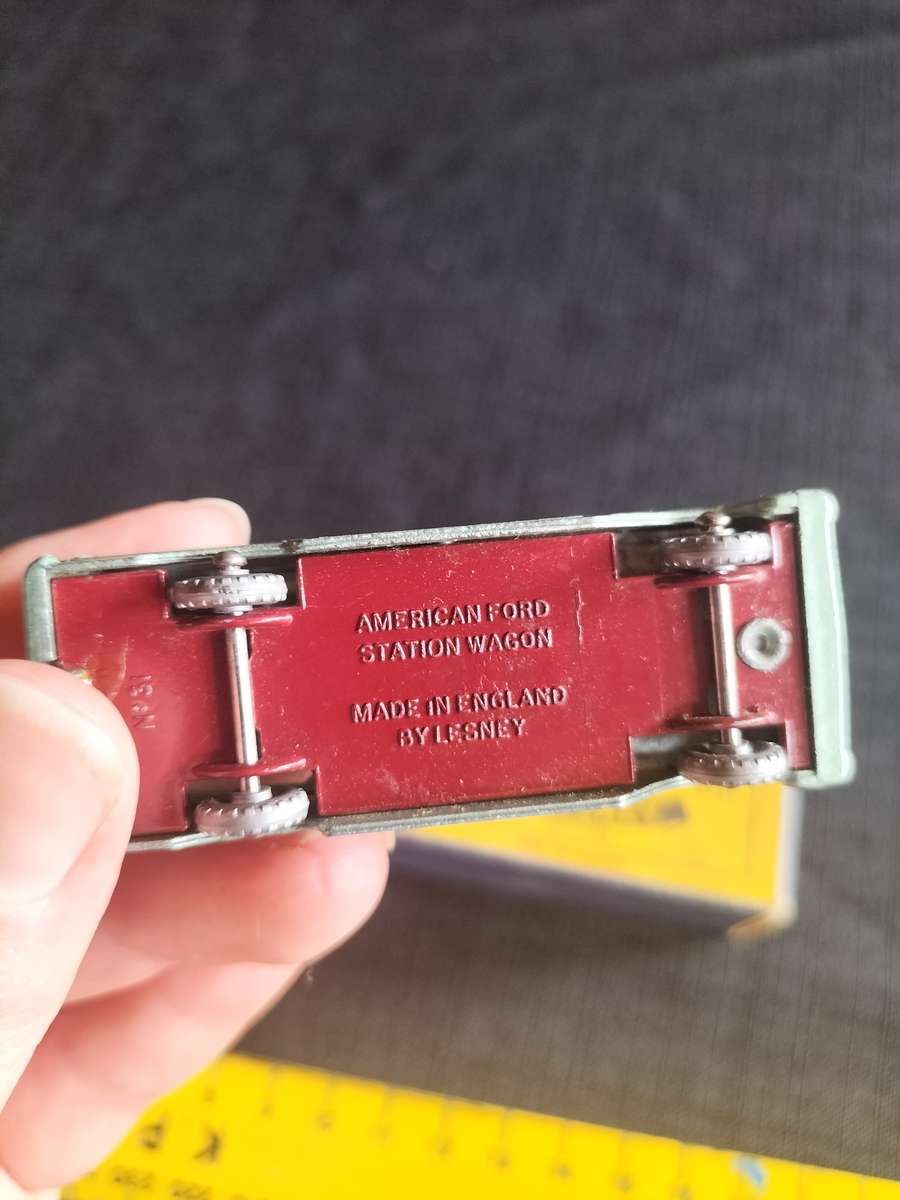 AMERICAN FORD
STATION WAGON
MADE IN ENGLAND
BY LESNEY
Nº 31